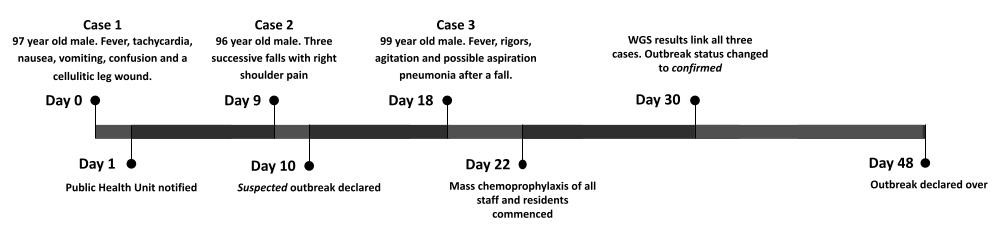 Case 1
97 year old male. Fever, tachycardia,
nausea, vomiting, confusion and a
cellulitic leg wound.
Case 2
96 year old male. Three
successive falls with right
shoulder pain
Case 3
99 year old male. Fever, rigors,
agitation and possible aspiration
pneumonia after a fall.
WGS results link all three
cases. Outbreak status changed
to confirmed
Day 0
Day 9
Day 18
Day 30
Day 1
Public Health Unit notified
Day 10
Suspected outbreak declared
Day 22
Mass chemoprophylaxis of all
staff and residents
commenced
Day 48
Outbreak declared over